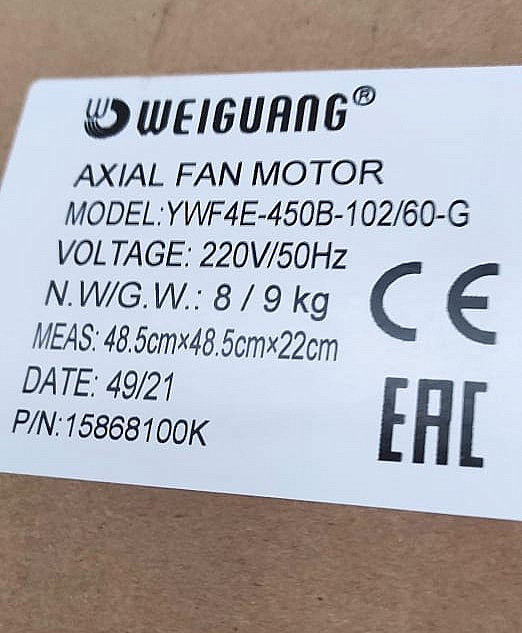 WEIGUANG®
AXIAL FAN MOTOR
MODEL:YWF4E-450B-102/60-G
VOLTAGE: 220V/50Hz
N.W/G.W.: 8 / 9 kg
MEAS: 48.5cm×48.5cm×22cm
DATE: 49/21
P/N:15868100K
CE
EAC